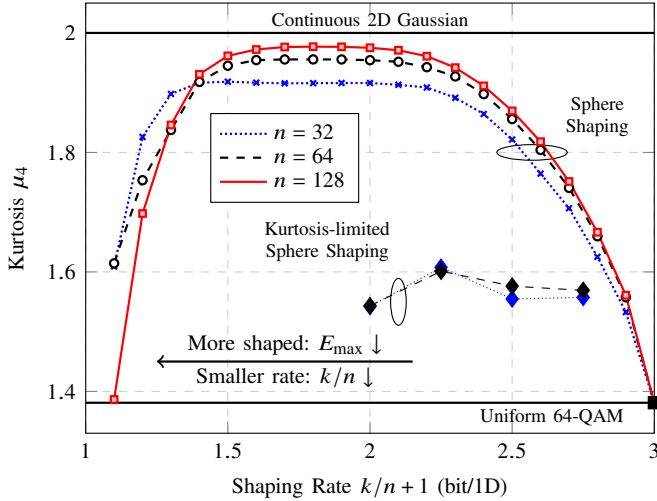 Continuous 2D Gaussian
2
1.8
1.6
1.4
Kurtosis μ₄
n = 32
n = 64
n = 128
Sphere
Shaping
Kurtosis-limited
Sphere Shaping
More shaped: Eₘₐₓ ↓
Smaller rate: k/n ↓
Uniform 64-QAM
1 1.5 2 2.5 3
Shaping Rate k/n + 1 (bit/1D)